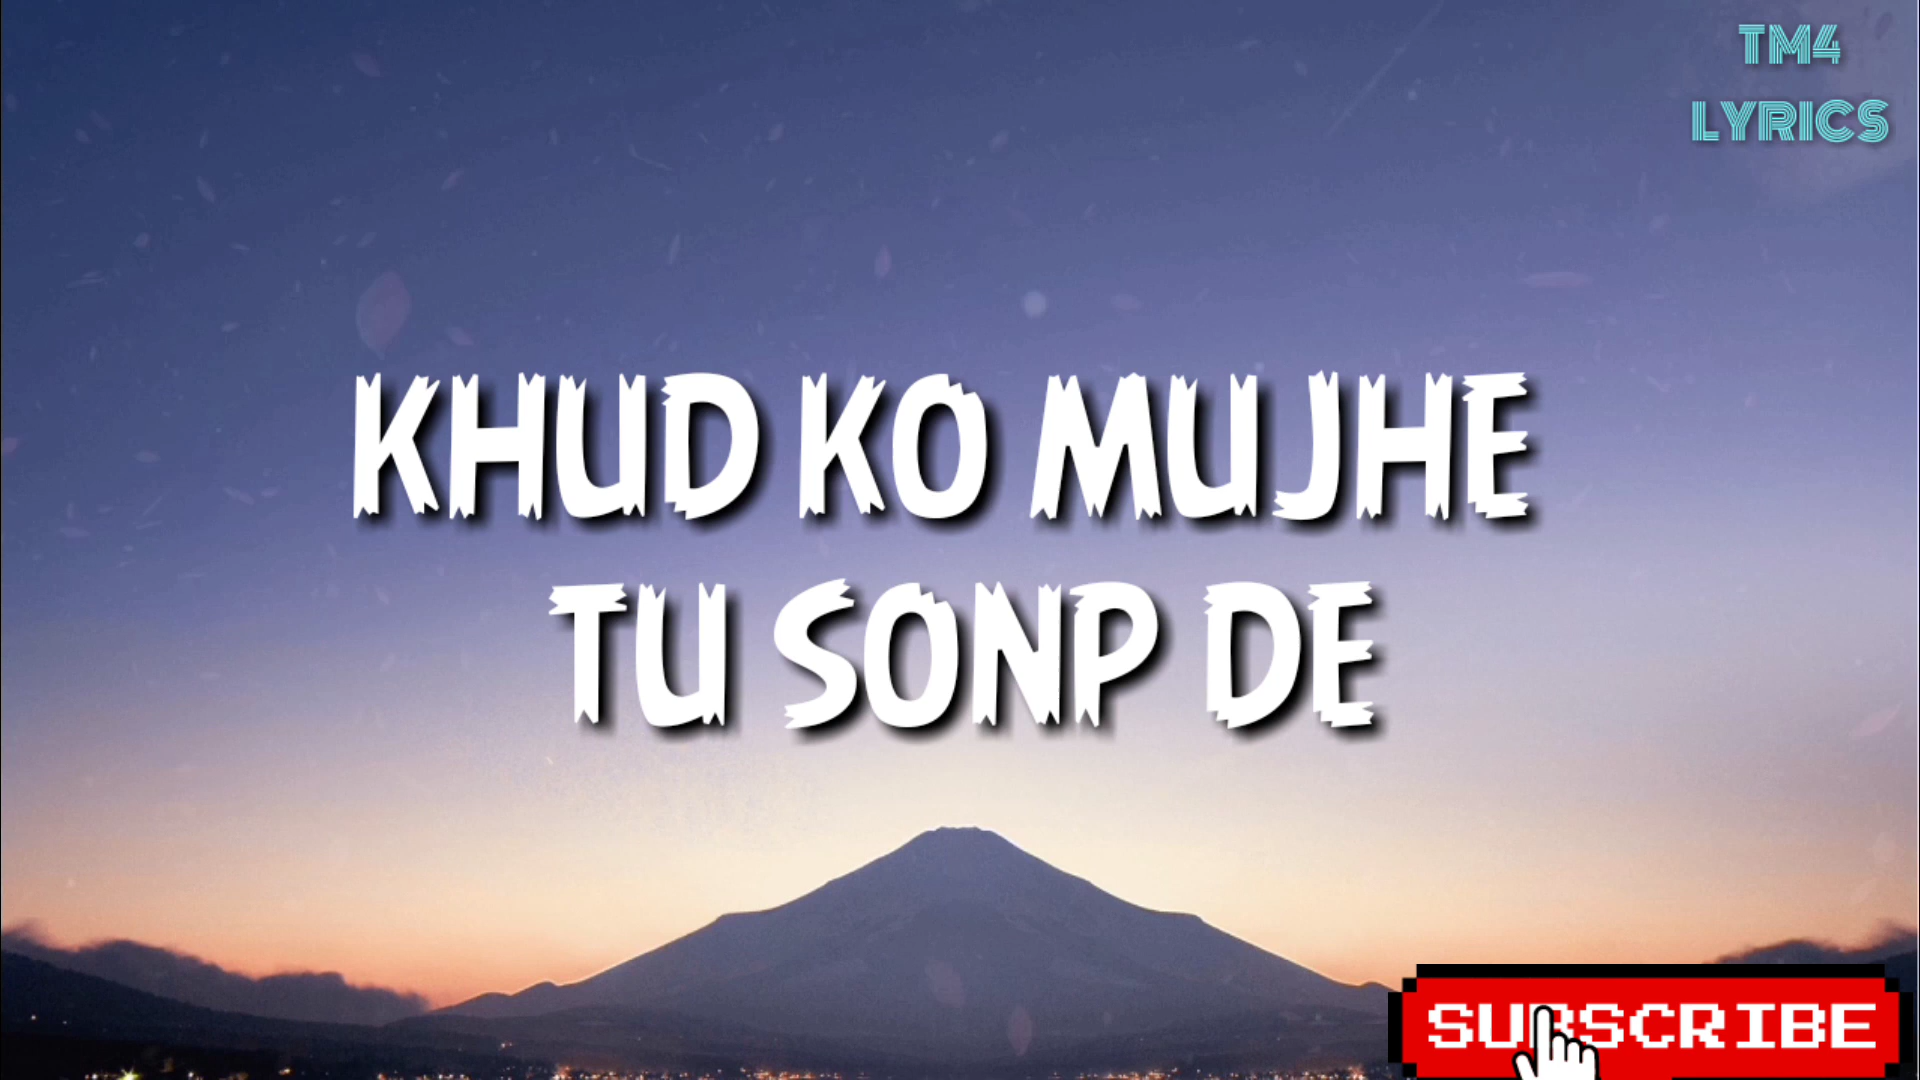 TM4
LYRICS
KHUD KO MUJHE
TU SONP DE
SUBSCRIBE